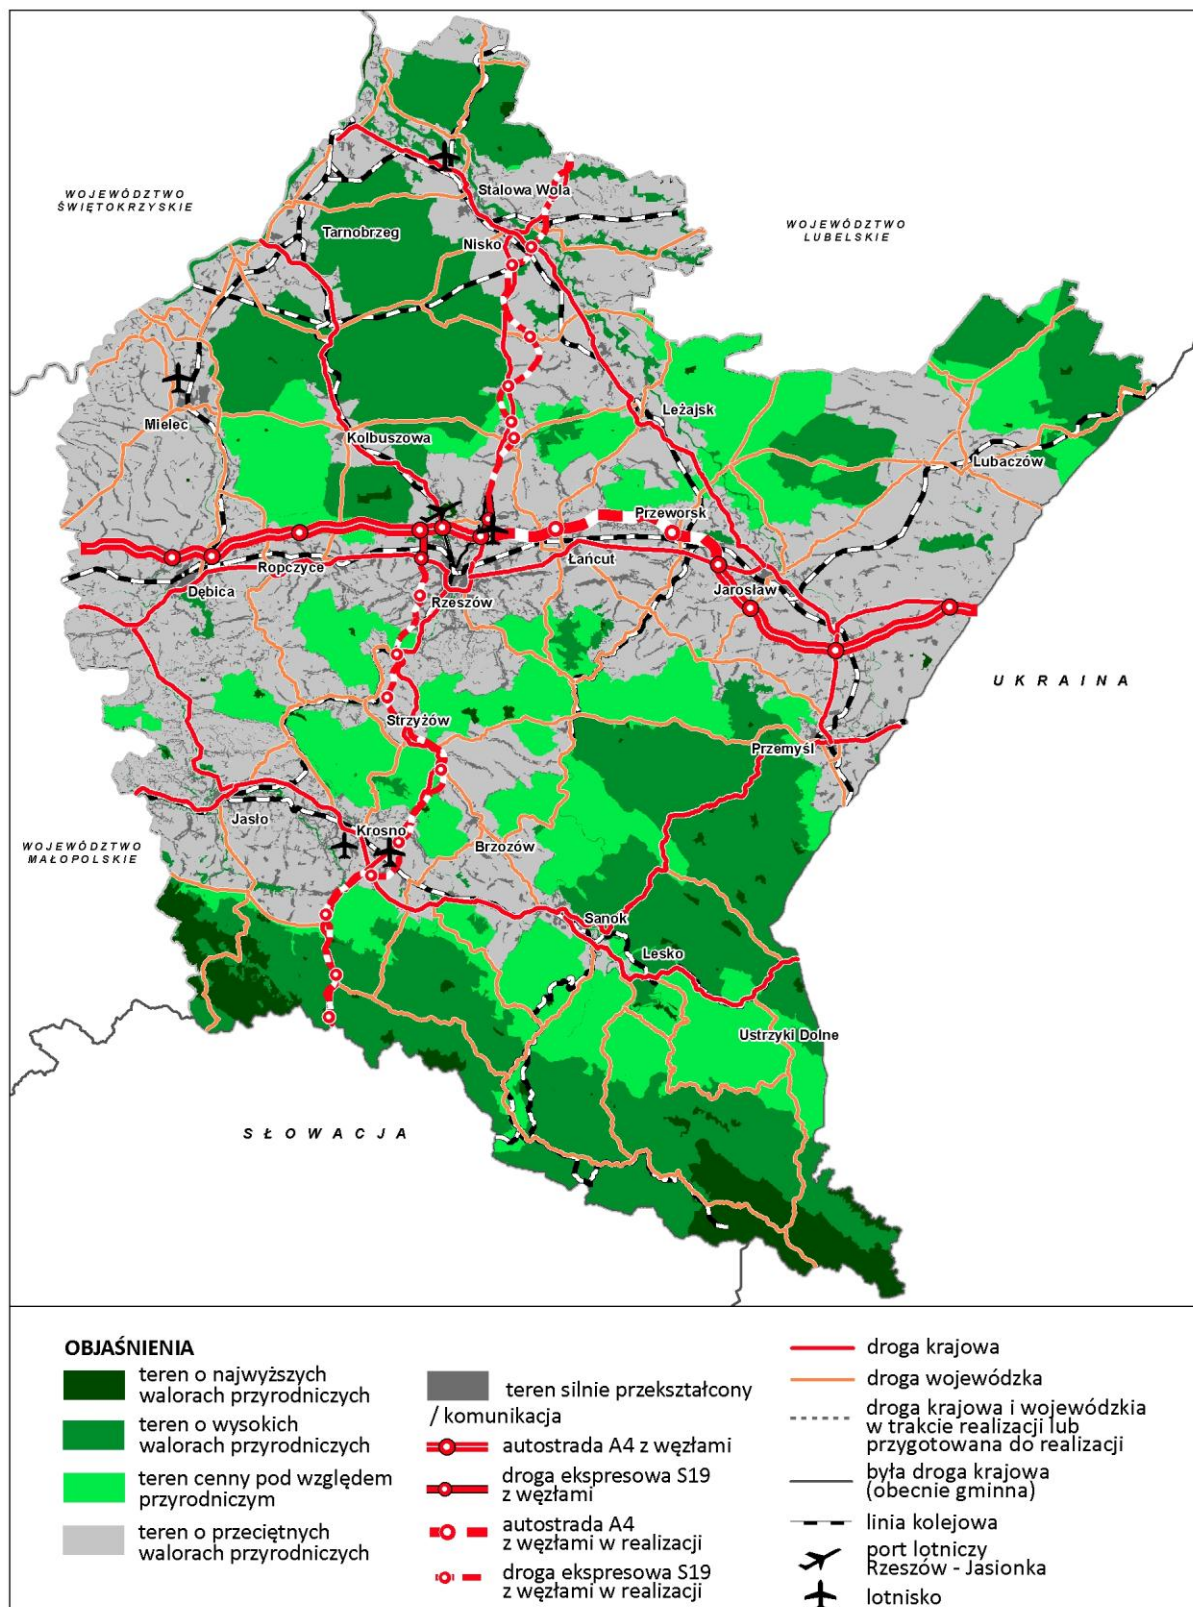 WOJEWÓDZTWO
ŚWIĘTOKRZYSKIE
Stalowa Wola
WOJEWÓDZTWO
LUBELSKIE
Tarnobrzeg
Nisko
Leżajsk
Mielec
Kolbuszowa
Lubaczów
Przeworsk
Łańcut
Ropczyce
Dębica
Jarosław
Rzeszów
UKRAINA
Strzyżów
Przemyśl
Jasło
Krosno
Brzozów
WOJEWÓDZTWO
MAŁOPOLSKIE
Sanok
Lesko
Ustrzyki Dolne
SŁOWACJA
OBJAŚNIENIA
teren o najwyższych
walorach przyrodniczych
teren o wysokich
walorach przyrodniczych
teren cenny pod względem
przyrodniczym
teren o przeciętnych
walorach przyrodniczych
teren silnie przekształcony
/ komunikacja
autostrada A4 z węzłami
droga ekspresowa S19
z węzłami
autostrada A4
z węzłami w realizacji
droga ekspresowa S19
z węzłami w realizacji
droga krajowa
droga wojewódzka
droga krajowa i wojewódzkia
w trakcie realizacji lub
przygotowana do realizacji
była droga krajowa
(obecnie gminna)
linia kolejowa
port lotniczy
Rzeszów - Jasionka
lotnisko